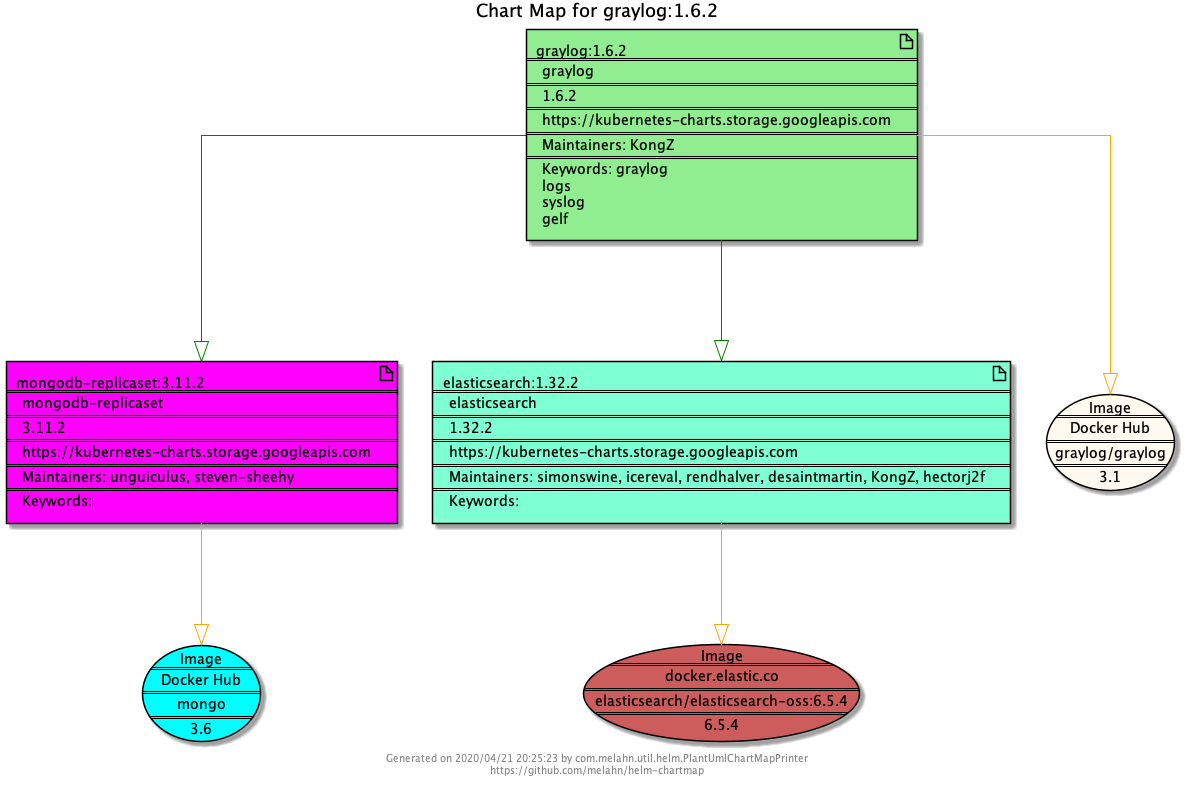 Chart Map for graylog:1.6.2
graylog:1.6.2
graylog
1.6.2
https://kubernetes-charts.storage.googleapis.com
Maintainers: KongZ
Keywords: graylog
logs
syslog
gelf
mongodb-replicaset:3.11.2
mongodb-replicaset
3.11.2
https://kubernetes-charts.storage.googleapis.com
Maintainers: unguiculus, steven-sheehy
Keywords:
elasticsearch:1.32.2
elasticsearch
1.32.2
https://kubernetes-charts.storage.googleapis.com
Maintainers: simonswine, icereval, rendhalver, desaintmartin, KongZ, hectorj2f
Keywords:
Image
Docker Hub
graylog/graylog
3.1
Image
Docker Hub
mongo
3.6
Image
docker.elastic.co
elasticsearch/elasticsearch-oss:6.5.4
6.5.4
Generated on 2020/04/21 20:25:23 by com.melahn.util.helm.PlantUmlChartMapPrinter
https://github.com/melahn/helm-chartmap